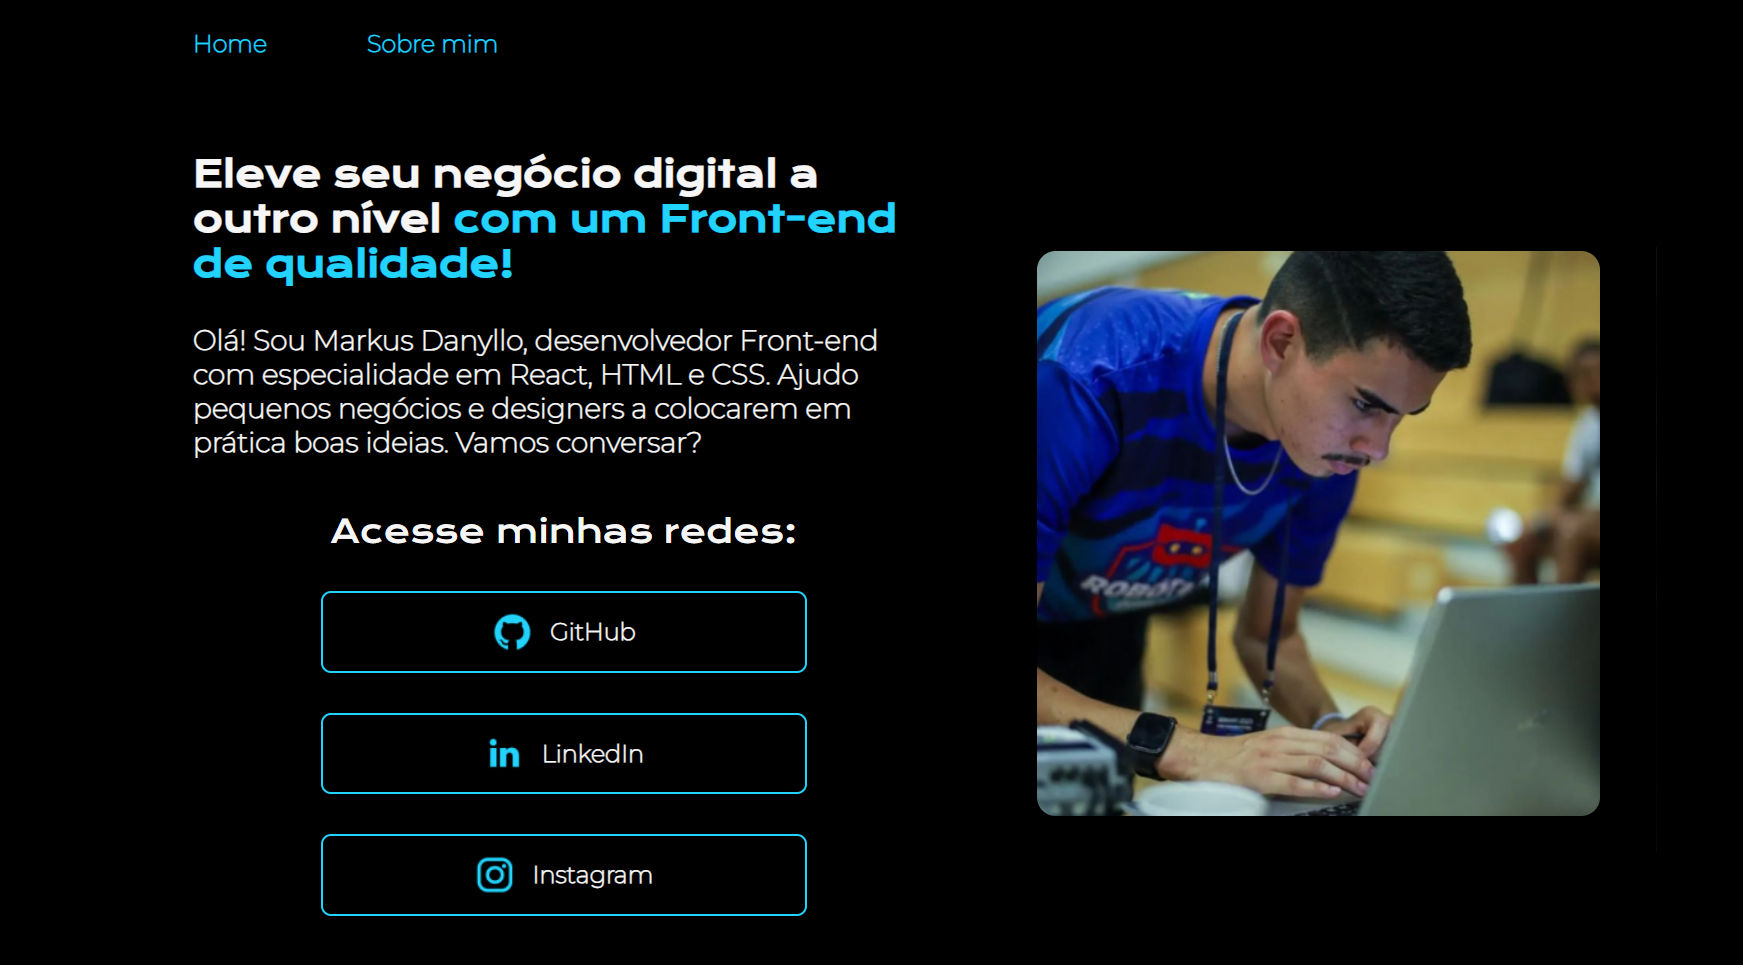 Home
Sobre mim
Eleve seu negócio digital a
outro nível com um Front-end
de qualidade!
Olá! Sou Markus Danyllo, desenvolvedor Front-end
com especialidade em React, HTML e CSS. Ajudo
pequenos negócios e designers a colocarem em
prática boas ideias. Vamos conversar?
Acesse minhas redes:
GitHub
in LinkedIn
Instagram